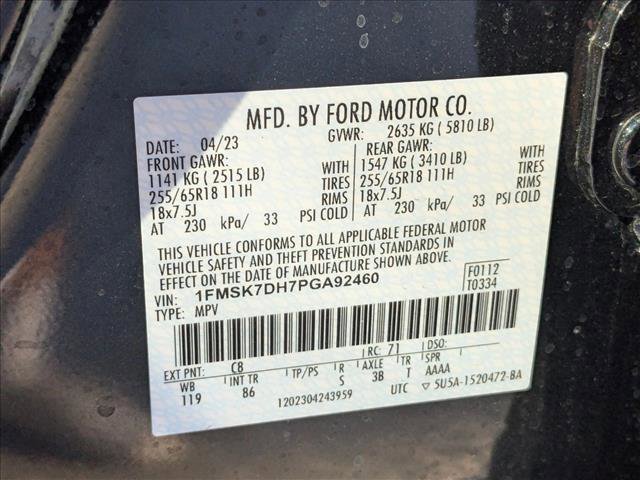 MFD. BY FORD MOTOR CO.
DATE: 04/23 GVWR: 2635 KG ( 5810 LB)
FRONT GAWR: REAR GAWR:
1141 KG ( 2515 LB) WITH 1547 KG ( 3410 LB) WITH
255/65R18 111H TIRES 255/65R18 111H TIRES
18x7.5J RIMS 18x7.5J RIMS
AT 230 kPa/ 33 PSI COLD AT 230 kPa/ 33 PSI COLD
THIS VEHICLE CONFORMS TO ALL APPLICABLE FEDERAL MOTOR
VEHICLE SAFETY AND THEFT PREVENTION STANDARDS IN
EFFECT ON THE DATE OF MANUFACTURE SHOWN ABOVE.
VIN: 1FMSK7DH7PGA92460 F0112
TYPE: MPV T0334
EXT PNT: C8 RC: 71 DSO:
WB INT TR TP/PS R AXLE TR SPR
119 86 S 3B T AAAA
1202304243959 UTC ▽ 5U5A-1520472-BA